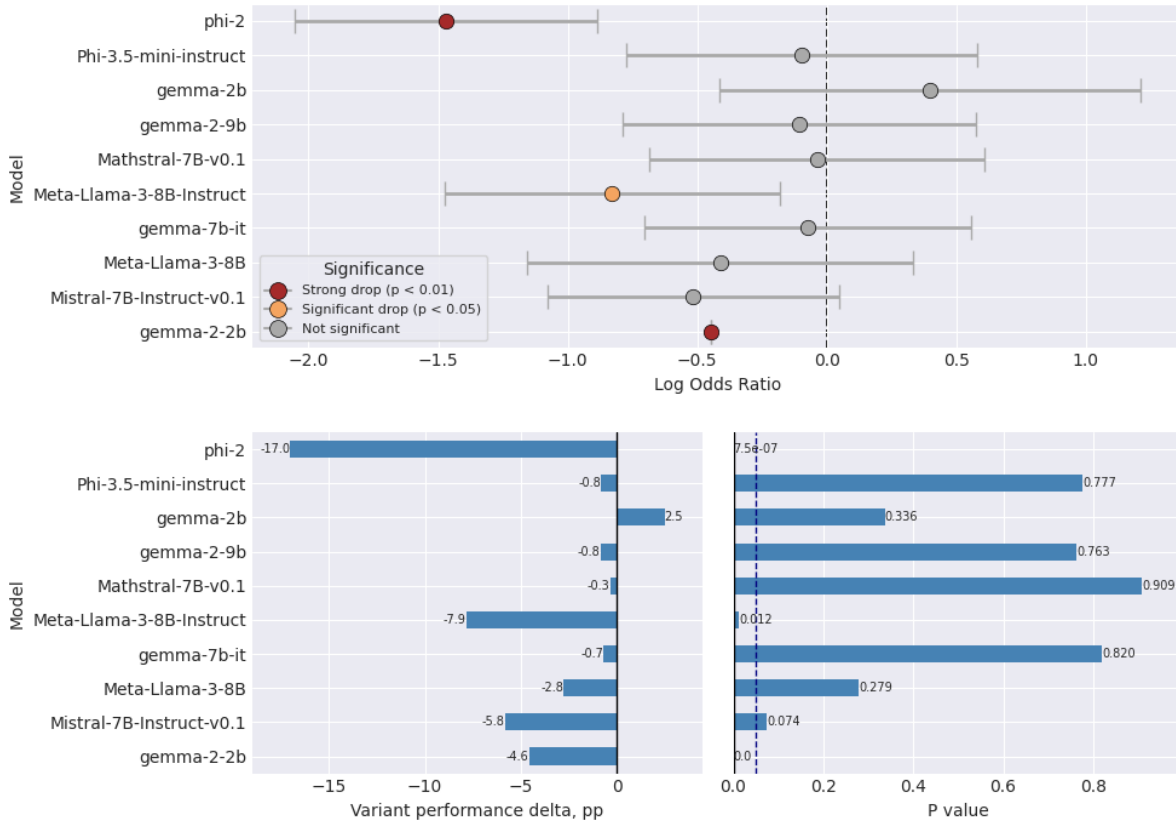 Model
phi-2
Phi-3.5-mini-instruct
gemma-2b
gemma-2-9b
Mathstral-7B-v0.1
Meta-Llama-3-8B-Instruct
gemma-7b-it
Meta-Llama-3-8B
Mistral-7B-Instruct-v0.1
gemma-2-2b
Significance
Strong drop (p < 0.01)
Significant drop (p < 0.05)
Not significant
−2.0 −1.5 −1.0 −0.5 0.0 0.5 1.0
Log Odds Ratio
Model
phi-2 -17.0 7.5e-07
Phi-3.5-mini-instruct -0.8 0.777
gemma-2b 2.5 0.336
gemma-2-9b -0.8 0.763
Mathstral-7B-v0.1 -0.3 0.909
Meta-Llama-3-8B-Instruct -7.9 0.012
gemma-7b-it -0.7 0.820
Meta-Llama-3-8B -2.8 0.279
Mistral-7B-Instruct-v0.1 -5.8 0.074
gemma-2-2b -4.6 0.0
−15 −10 −5 0 0.0 0.2 0.4 0.6 0.8
Variant performance delta, pp P value